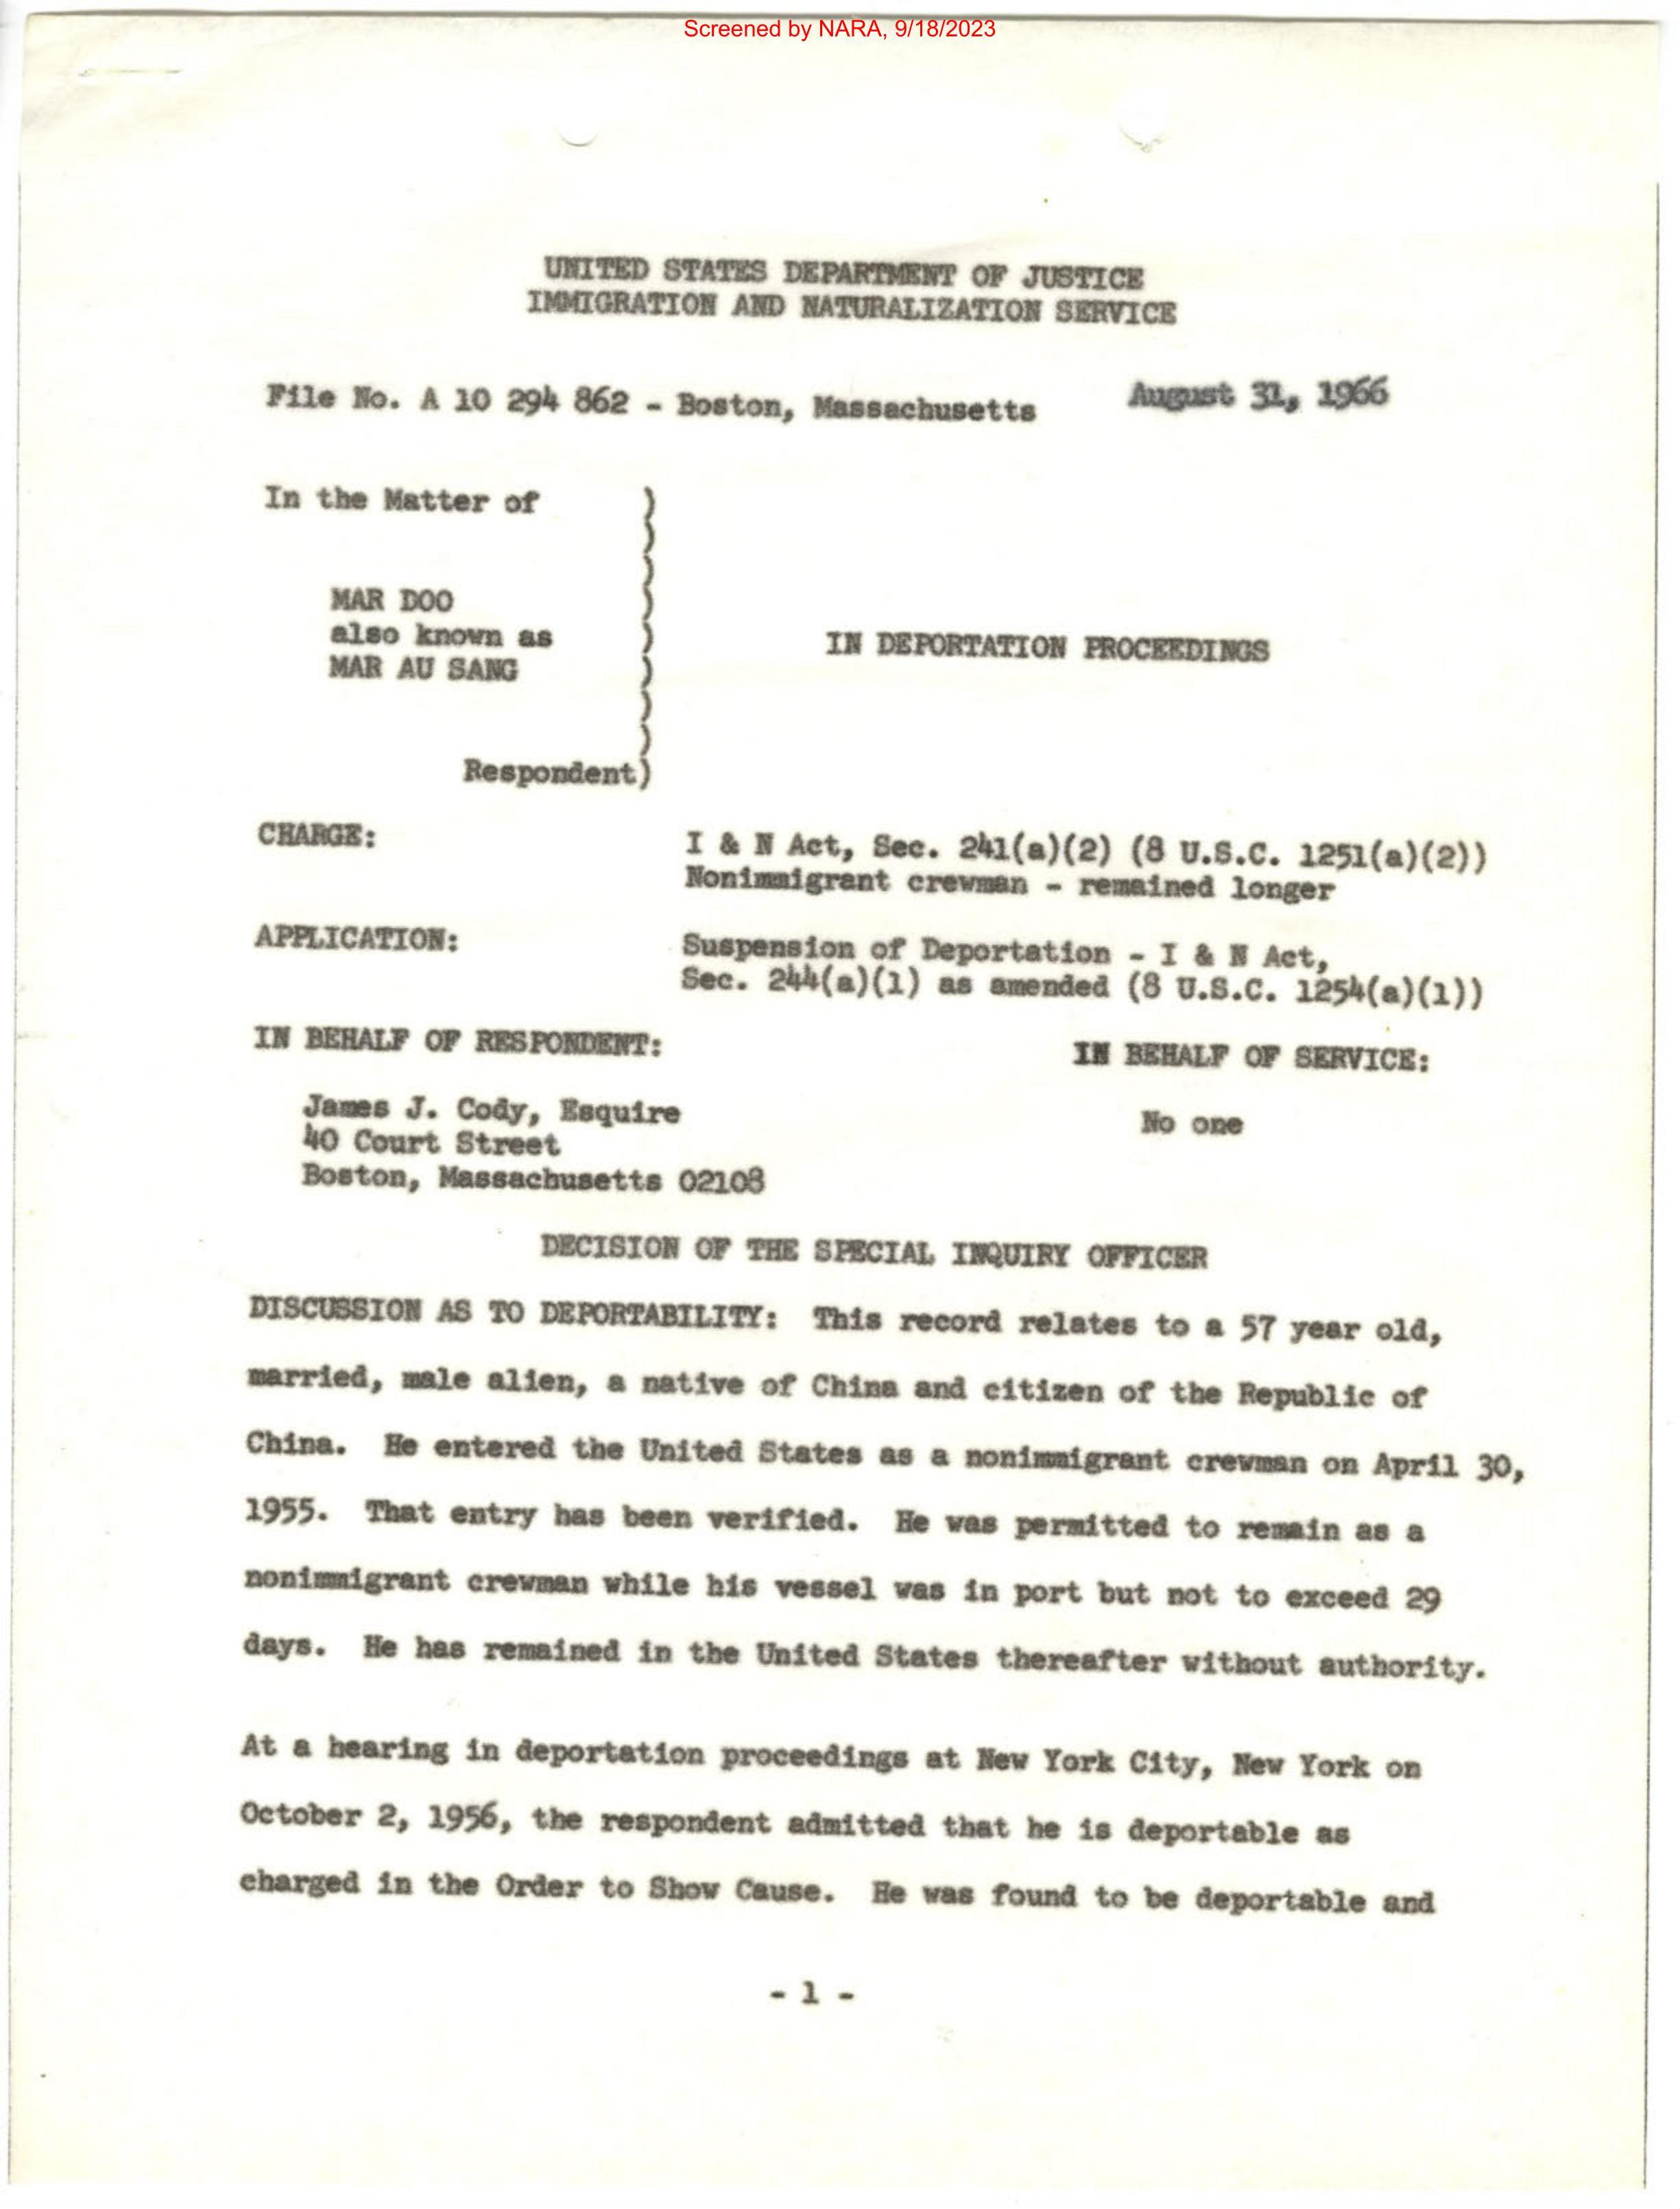 Screened by NARA, 9/18/2023
UNITED STATES DEPARTMENT OF JUSTICE
IMMIGRATION AND NATURALIZATION SERVICE
File No. A 10 294 862 - Boston, Massachusetts August 31, 1966
In the Matter of )
)
)
MAR DOO )
also known as ) IN DEPORTATION PROCEEDINGS
MAR AU SANG )
)
)
Respondent)
CHARGE: I & N Act, Sec. 241(a)(2) (8 U.S.C. 1251(a)(2))
Nonimmigrant crewman - remained longer
APPLICATION: Suspension of Deportation - I & N Act,
Sec. 244(a)(1) as amended (8 U.S.C. 1254(a)(1))
IN BEHALF OF RESPONDENT: IN BEHALF OF SERVICE:
James J. Cody, Esquire No one
40 Court Street
Boston, Massachusetts 02108
DECISION OF THE SPECIAL INQUIRY OFFICER
DISCUSSION AS TO DEPORTABILITY: This record relates to a 57 year old,
married, male alien, a native of China and citizen of the Republic of
China. He entered the United States as a nonimmigrant crewman on April 30,
1955. That entry has been verified. He was permitted to remain as a
nonimmigrant crewman while his vessel was in port but not to exceed 29
days. He has remained in the United States thereafter without authority.
At a hearing in deportation proceedings at New York City, New York on
October 2, 1956, the respondent admitted that he is deportable as
charged in the Order to Show Cause. He was found to be deportable and
- 1 -